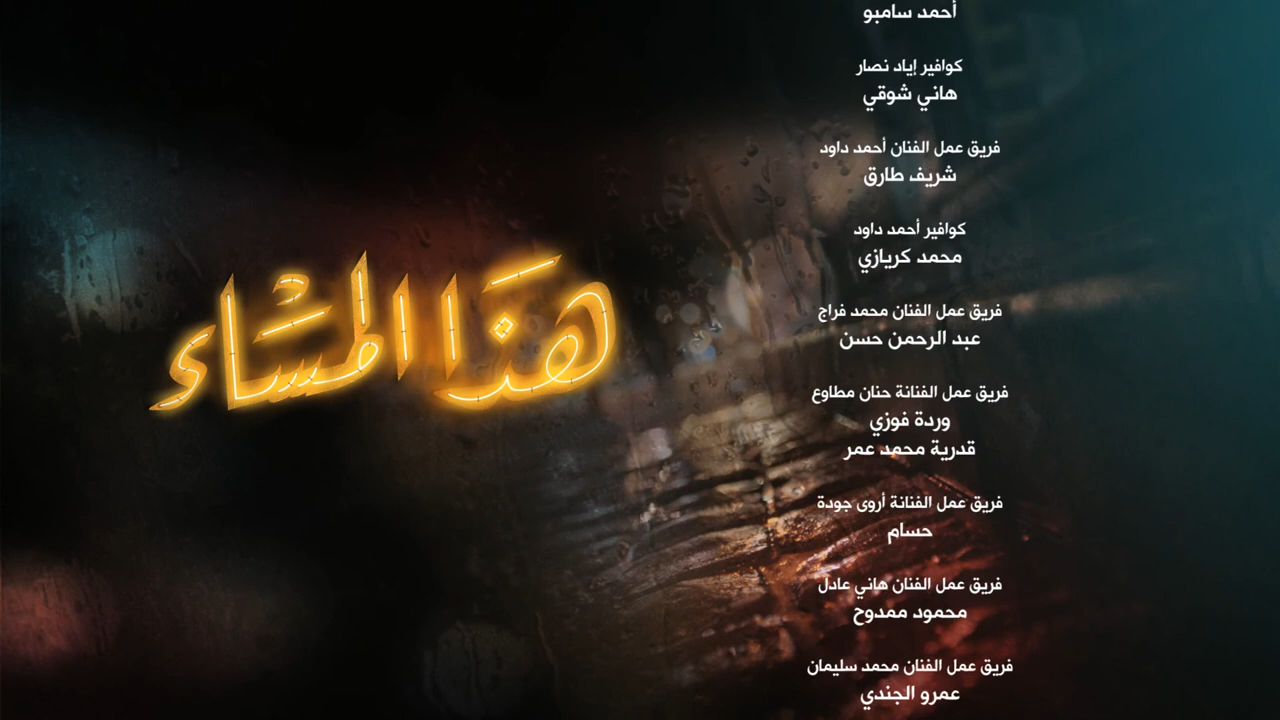 هَذَا المسَّاء
أحمد سامبو
كوافير إياد نصار
هاني شوقي
فريق عمل الفنان أحمد داود
شريف طارق
كوافير أحمد داود
محمد كريازي
فريق عمل الفنان محمد فراج
عبد الرحمن حسن
فريق عمل الفنانة حنان مطاوع
وردة فوزي
قدرية محمد عمر
فريق عمل الفنانة أروى جودة
حسام
فريق عمل الفنان هاني عادل
محمود ممدوح
فريق عمل الفنان محمد سليمان
عمرو الجندي